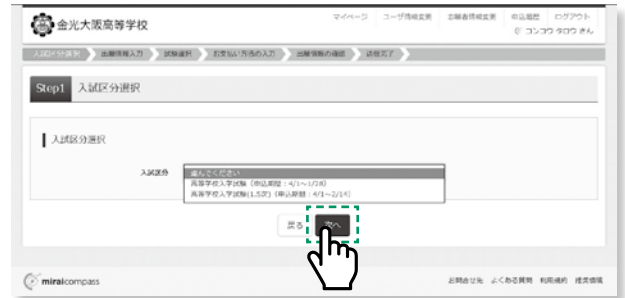 金光大阪高等学校
マイページ ユーザ情報変更 志願者情報変更 申込履歴 ログアウト
コンコウ タロウ さん
入試区分選択 出願情報入力 試験選択 お支払い方法の入力 出願情報の確認 送信完了
Step1 入試区分選択
入試区分選択
入試区分 選んでください
高等学校入学試験 (申込期間:4/1~1/28)
高等学校入学試験(1.5次) (申込期間:4/1~2/14)
戻る 次へ
miraicompass
お問合せ先 よくある質問 利用規約 推奨環境